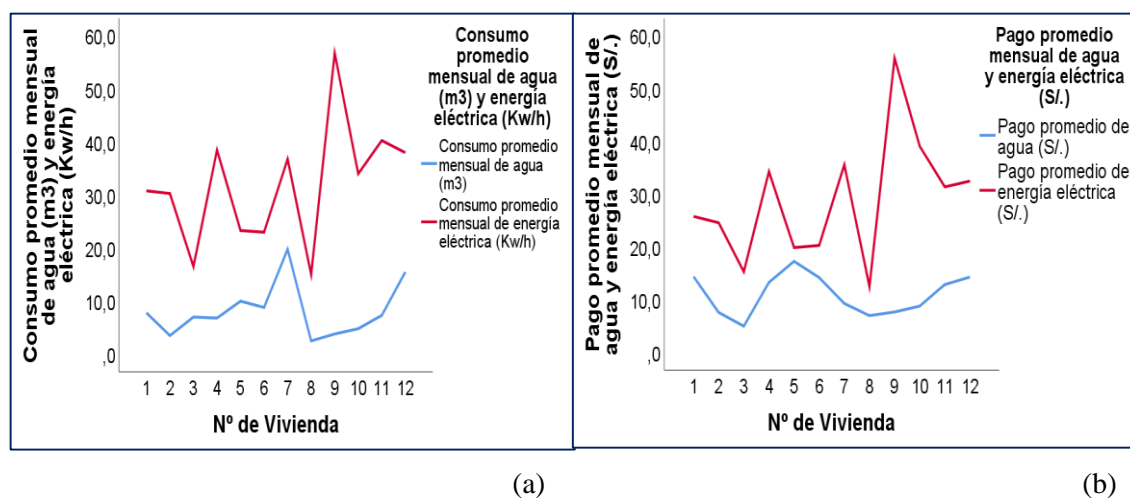 Consumo promedio mensual
de agua (m3) y energía
eléctrica (Kw/h)
60,0
50,0
40,0
30,0
20,0
10,0
,0
1 2 3 4 5 6 7 8 9 10 11 12
Nº de Vivienda
Consumo
promedio
mensual de agua
(m3) y energía
eléctrica (Kw/h)
Consumo promedio
mensual de agua
(m3)
Consumo promedio
mensual de energía
eléctrica (Kw/h)
(a)
Pago promedio mensual de
agua y energía eléctrica (S/.)
60,0
50,0
40,0
30,0
20,0
10,0
,0
1 2 3 4 5 6 7 8 9 10 11 12
Nº de Vivienda
Pago promedio
mensual de agua
y energía eléctrica
(S/.)
Pago promedio de
agua (S/.)
Pago promedio de
energía eléctrica
(S/.)
(b)